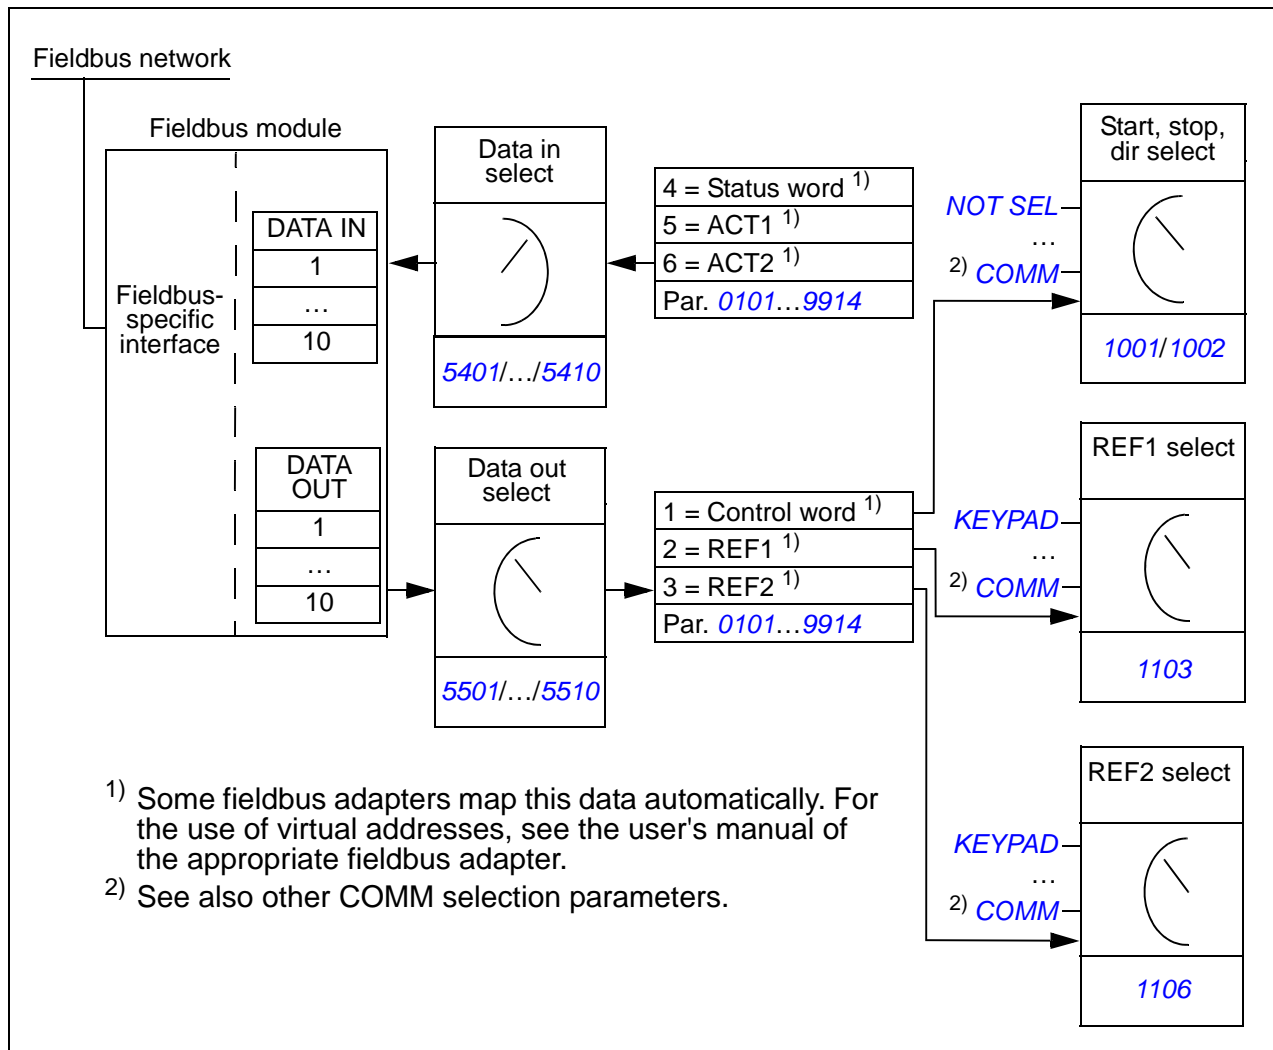 Fieldbus network
Fieldbus module
Fieldbus-
specific
interface
DATA IN
1
…
10
DATA
OUT
1
…
10
Data in
select
5401/…/5410
Data out
select
5501/…/5510
4 = Status word 1)
5 = ACT1 1)
6 = ACT2 1)
Par. 0101…9914
1 = Control word 1)
2 = REF1 1)
3 = REF2 1)
Par. 0101…9914
Start, stop,
dir select
NOT SEL
…
2) COMM
1001/1002
REF1 select
KEYPAD
…
2) COMM
1103
REF2 select
KEYPAD
…
2) COMM
1106
1) Some fieldbus adapters map this data automatically. For
the use of virtual addresses, see the user's manual of
the appropriate fieldbus adapter.
2) See also other COMM selection parameters.